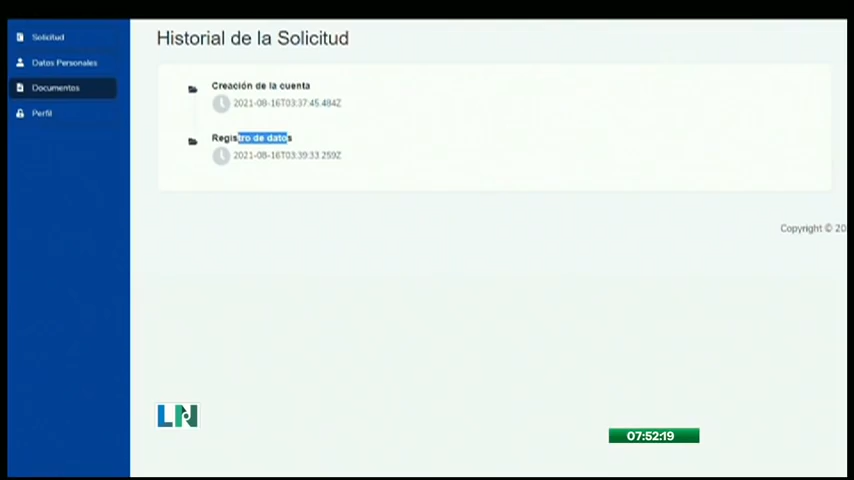 Solicitud
Datos Personales
Documentos
Perfil
Historial de la Solicitud
Creación de la cuenta
2021-08-16T03:37:45.484Z
Registro de datos
2021-08-16T03:39:33.259Z
Copyright © 20
LN
07:52:19